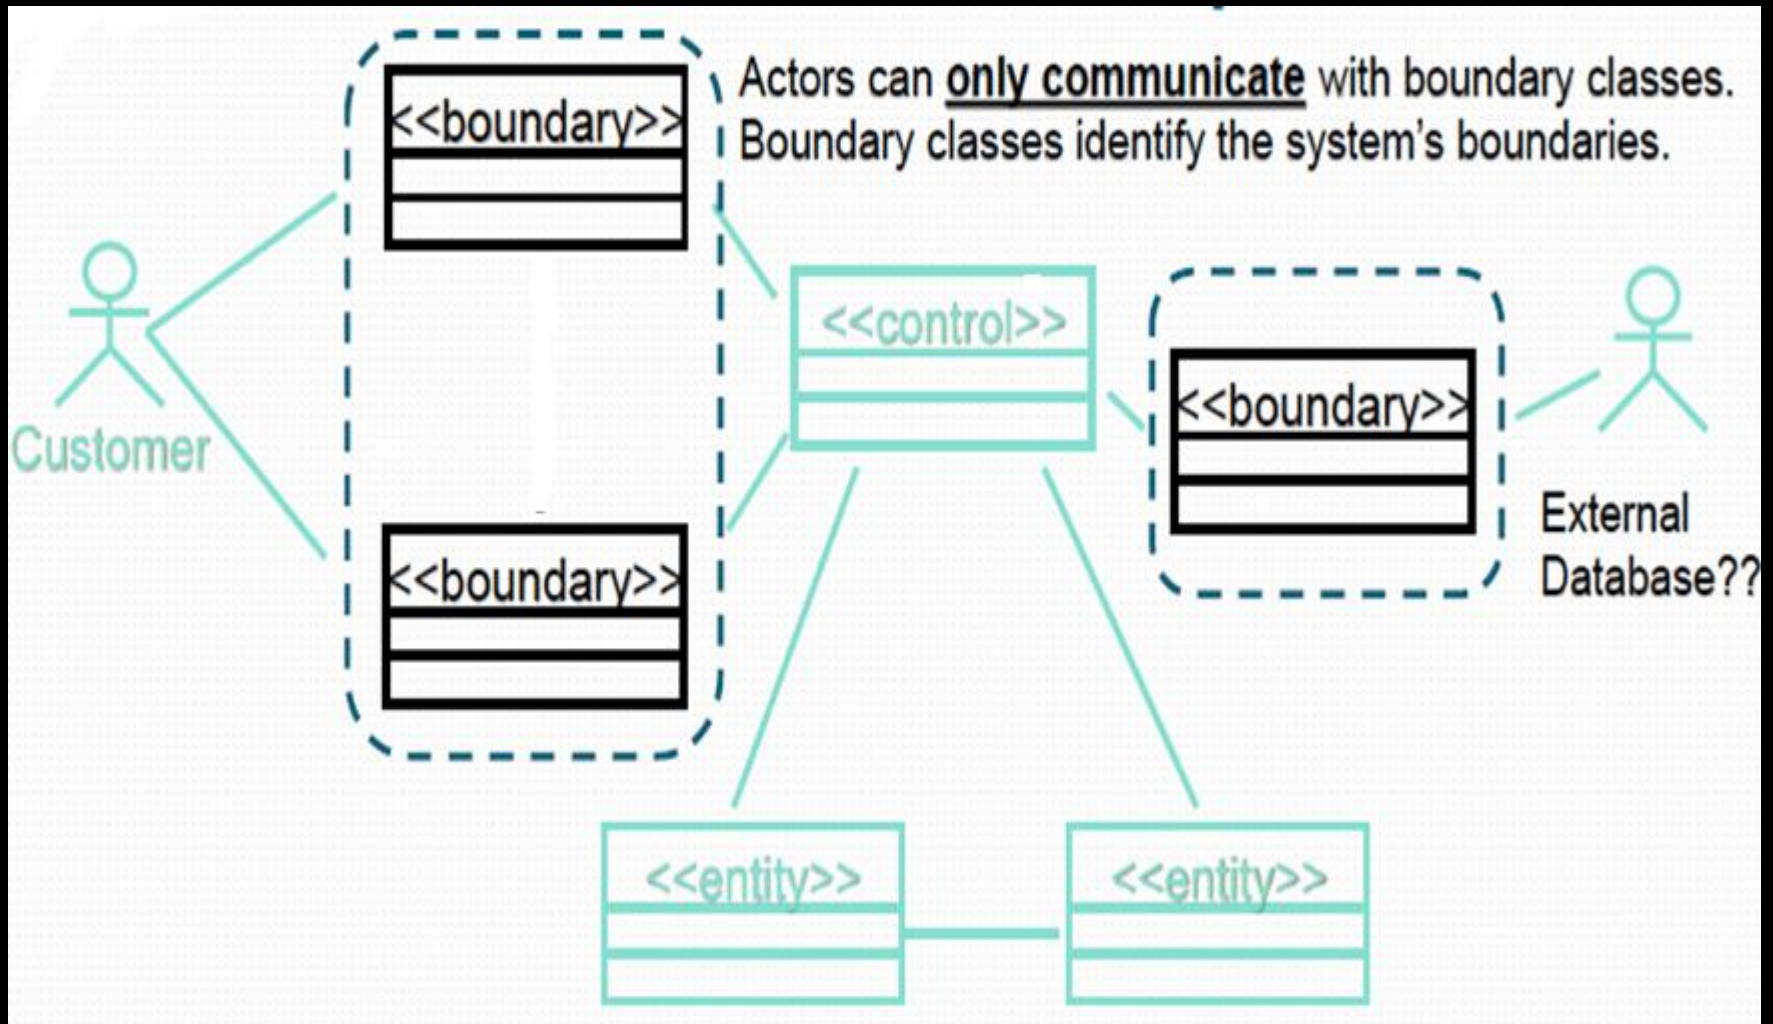 <<boundary>>
Actors can only communicate with boundary classes.
Boundary classes identify the system's boundaries.
<<control>>
<<boundary>>
Customer
External
Database??
<<boundary>>
<<entity>>
<<entity>>